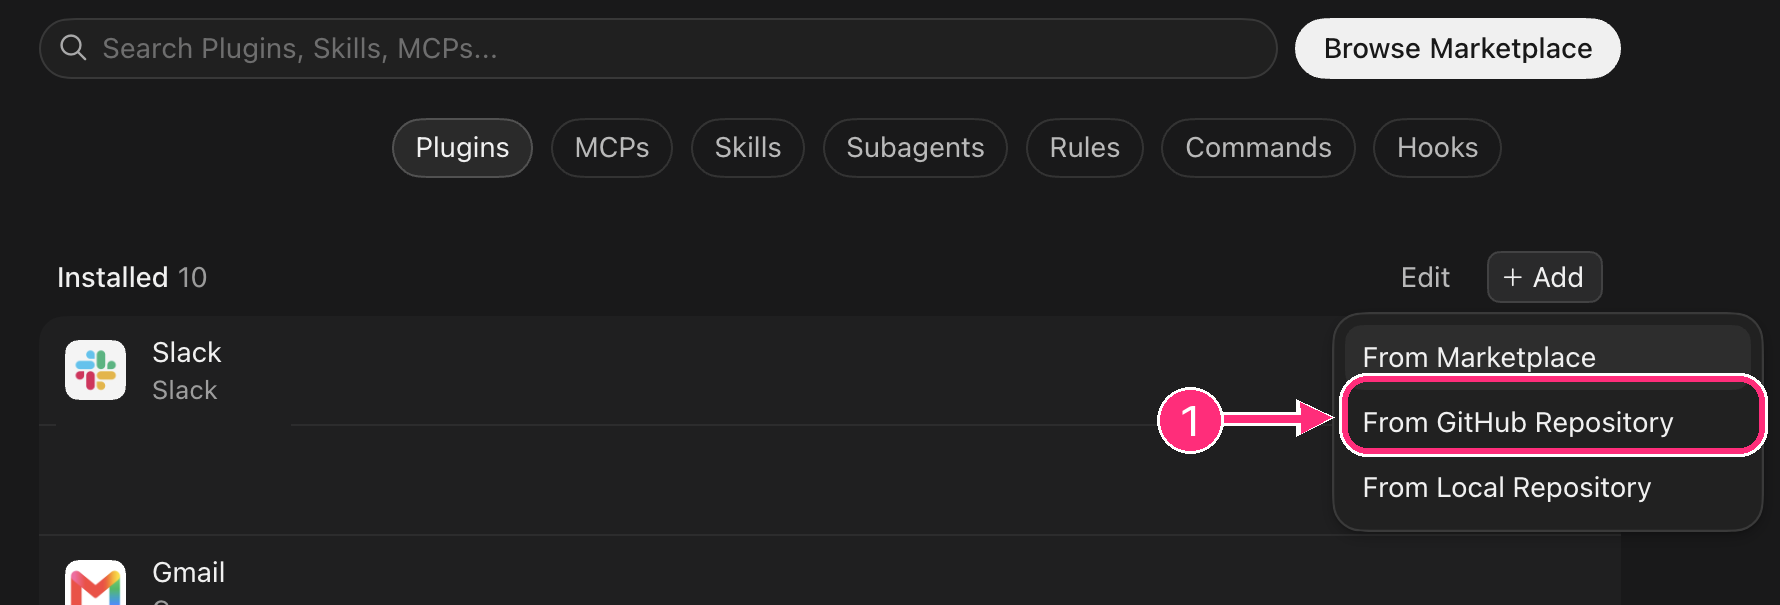 Search Plugins, Skills, MCPs...
Browse Marketplace
Plugins
MCPs
Skills
Subagents
Rules
Commands
Hooks
Installed 10
Edit
+ Add
Slack
Slack
From Marketplace
1
From GitHub Repository
From Local Repository
Gmail